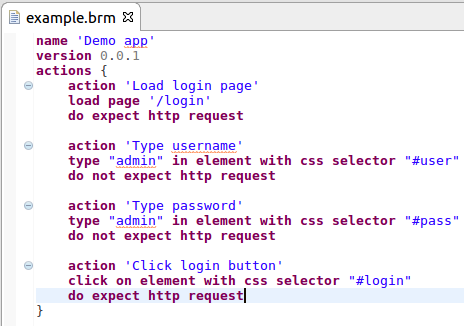 example.brm
name 'Demo app'
version 0.0.1
actions {
    action 'Load login page'
    load page '/login'
    do expect http request

    action 'Type username'
    type "admin" in element with css selector "#user"
    do not expect http request

    action 'Type password'
    type "admin" in element with css selector "#pass"
    do not expect http request

    action 'Click login button'
    click on element with css selector "#login"
    do expect http request
}